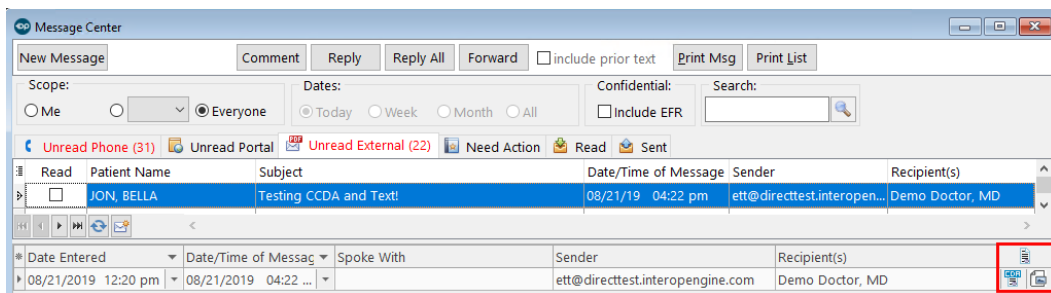 Message Center
New Message Comment Reply Reply All Forward include prior text Print Msg Print List
Scope: Dates: Confidential: Search:
Me Everyone Today Week Month All Include EFR
Unread Phone (31) Unread Portal Unread External (22) Need Action Read Sent
Read Patient Name Subject Date/Time of Message Sender Recipient(s)
JON, BELLA Testing CCDA and Text! 08/21/19 04:22 pm ett@directtest.interopen... Demo Doctor, MD
Date Entered Date/Time of Messag Spoke With Sender Recipient(s)
08/21/2019 12:20 pm 08/21/2019 04:22 ... ett@directtest.interopengine.com Demo Doctor, MD